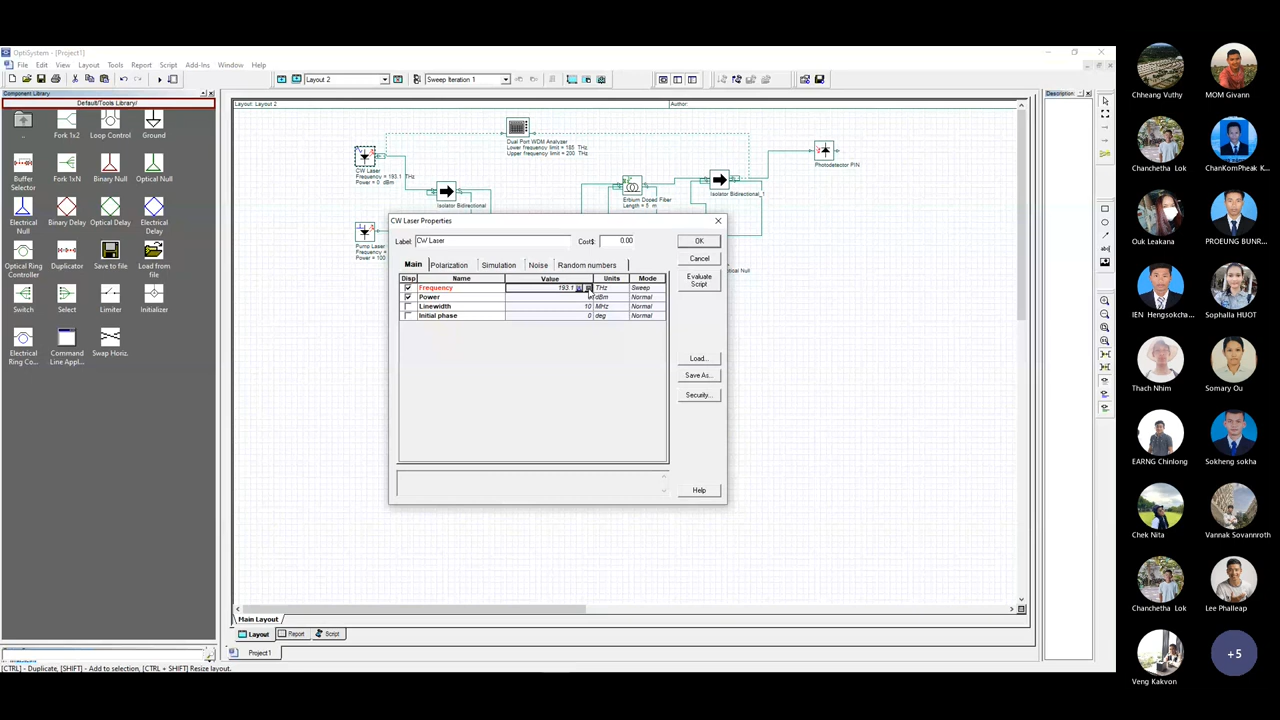 OptiSystem - [Project1]
File Edit View Layout Tools Report Script Add-Ins Window Help
Layout 2
Sweep Iteration 1
Component Library
Description:
Default/Tools Library/
..
Fork 1x2
Loop Control
Ground
Buffer Selector
Fork 1xN
Binary Null
Optical Null
Electrical Null
Binary Delay
Optical Delay
Electrical Delay
Optical Ring Controller
Duplicator
Save to file
Load from file
Switch
Select
Limiter
Initializer
Electrical Ring Co...
Command Line Appl...
Swap Horiz.
Layout: Layout 2
Author:
Dual Port WDM Analyzer
Lower frequency limit = 180 THz
Upper frequency limit = 200 THz
CW Laser
Frequency = 193.1 THz
Power = 0 dBm
Isolator Bidirectional
Erbium Doped Fiber
Length = 5 m
Isolator Bidirectional_1
Photodetector PIN
Pump Laser
Frequency =
Power = 100
cal Null
CW Laser Properties
Label: CW Laser Cost$: 0.00
OK
Cancel
Evaluate Script
Load...
Save As...
Security...
Help
Main Polarization Simulation Noise Random numbers
Disp Name Value Units Mode
Frequency 193.1 THz Sweep
Power dBm Normal
Linewidth 10 MHz Normal
Initial phase 0 deg Normal
Main Layout
Layout Report Script
Project1
[CTRL] - Duplicate, [SHIFT] - Add to selection, [CTRL + SHIFT] Resize layout.
Chheang Vuthy
MOM Givann
Chanchetha Lok
ChanKomPheak K...
Ouk Leakana
PROEUNG BUNR...
IEN Hengsokcha...
Sophalla HUOT
Thach Nhim
Somary Ou
EARNG Chinlong
Sokheng sokha
Chek Nita
Vannak Sovannroth
Chanchetha Lok
Lee Phalleap
Veng Kakvon
+5